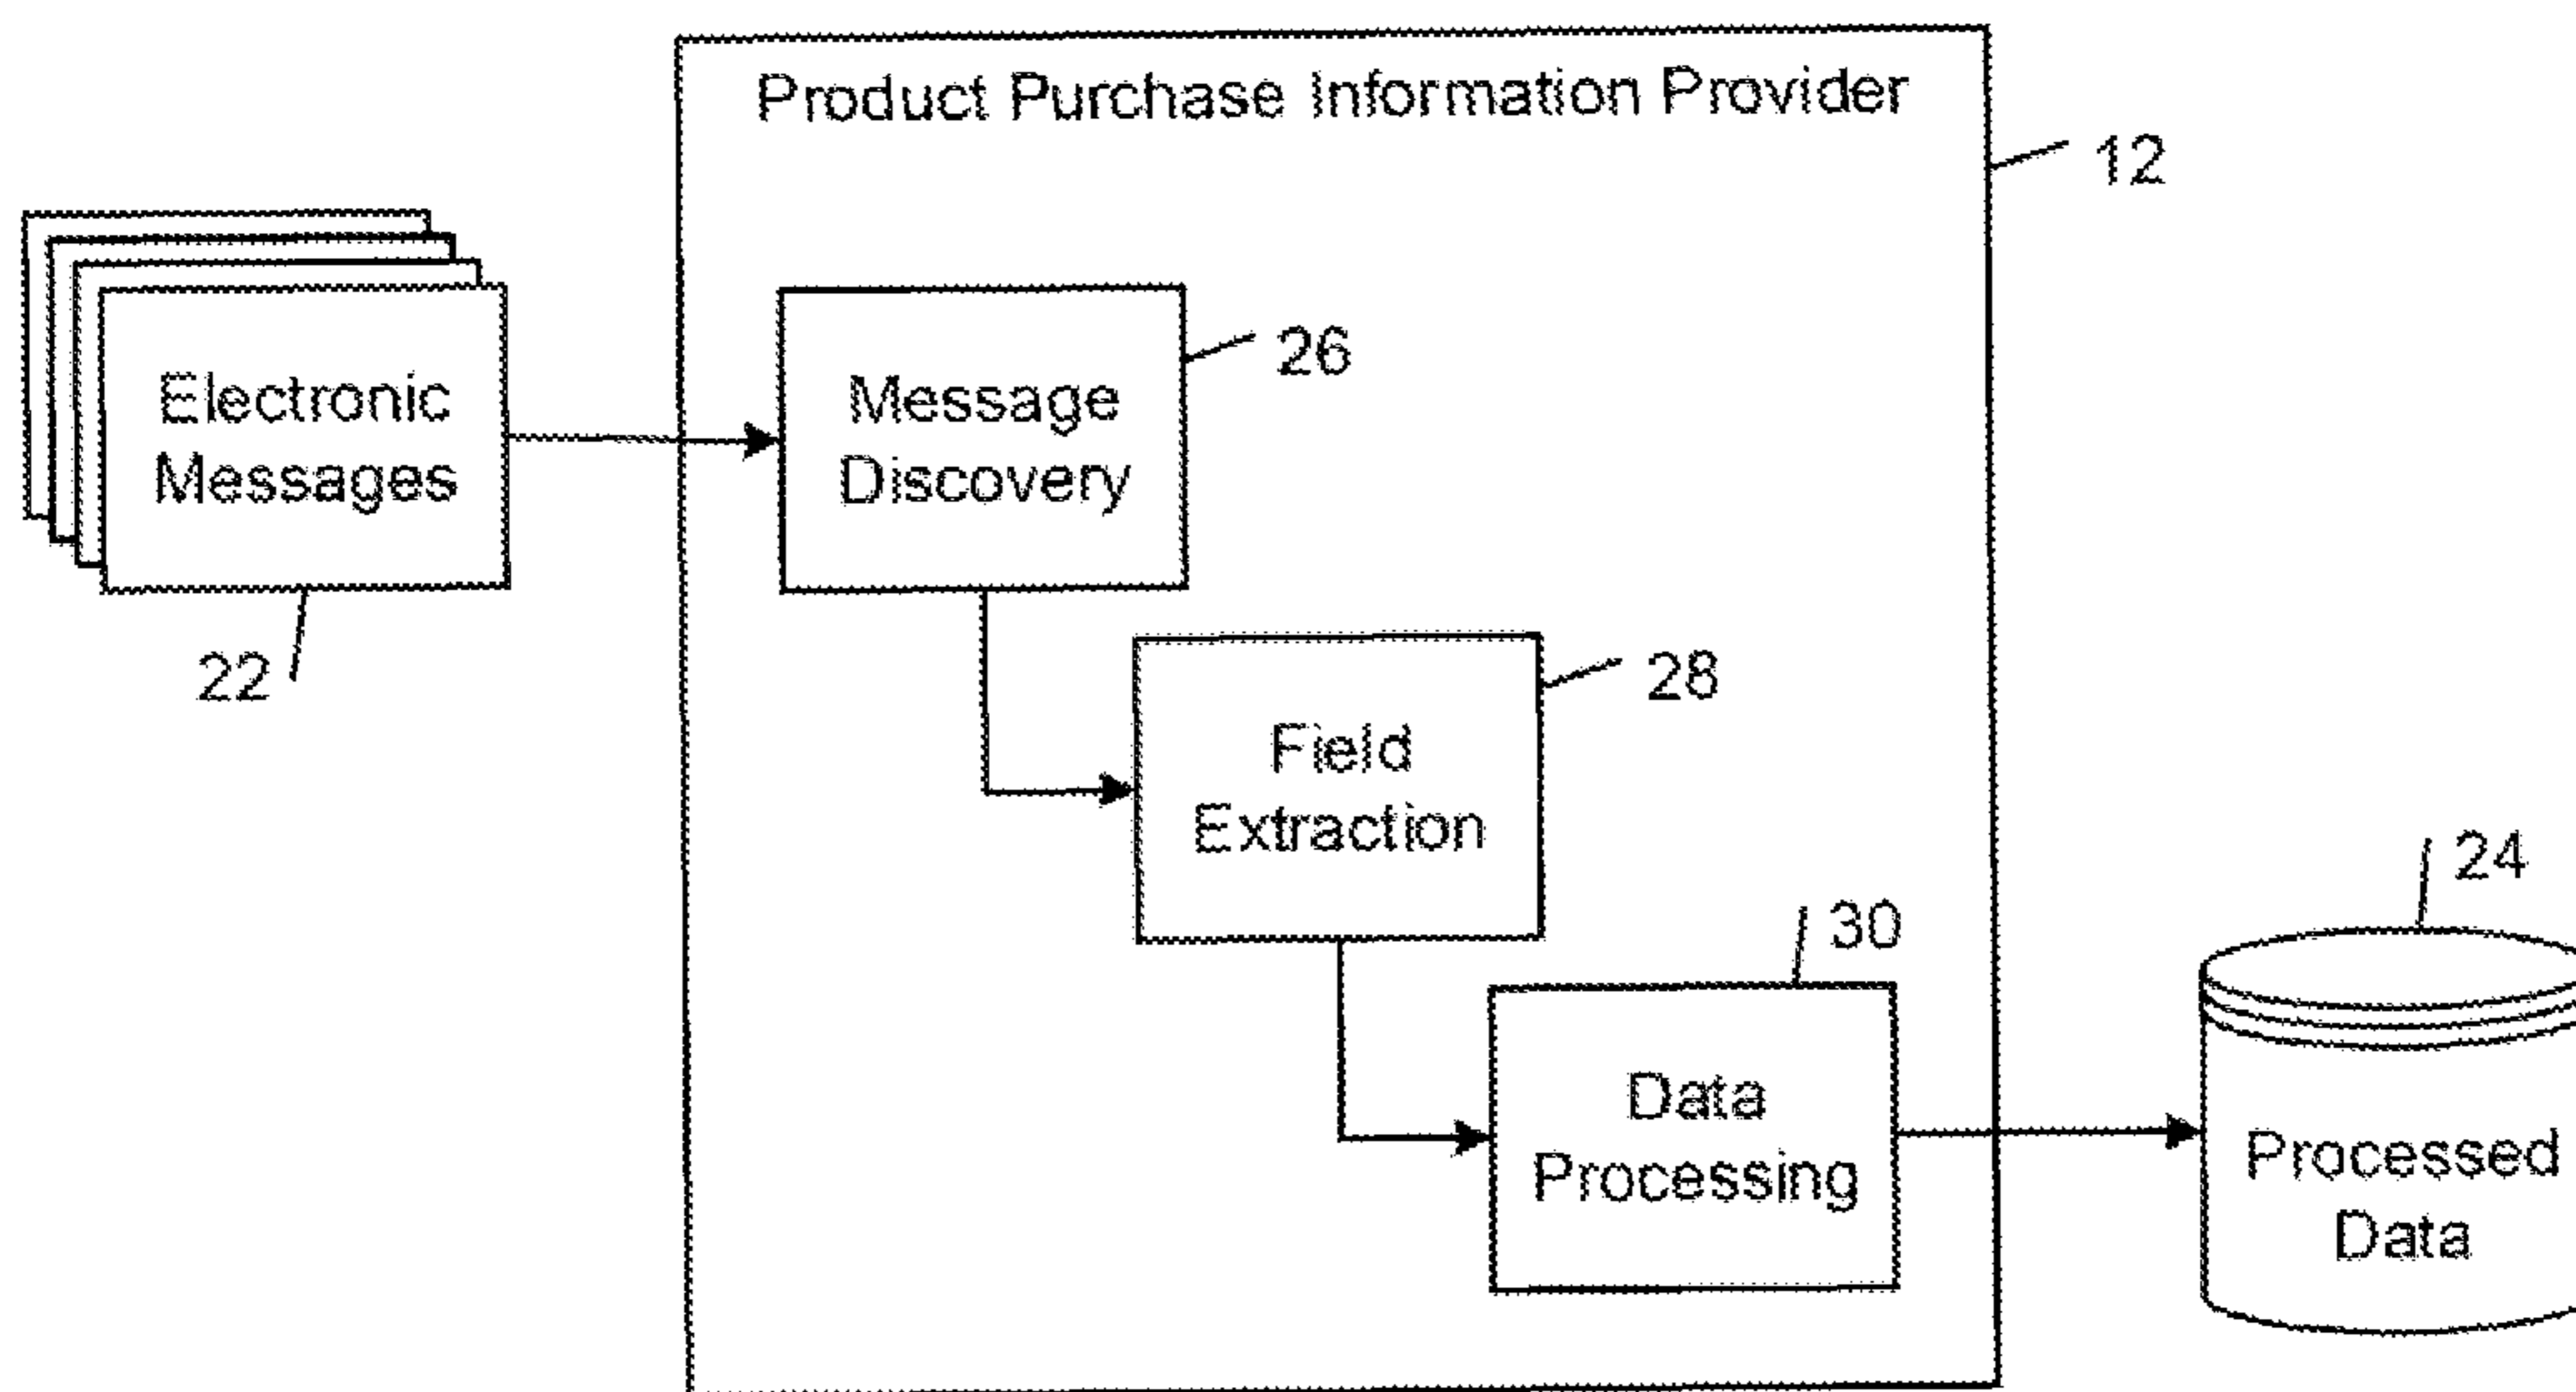 Product Purchase Information Provider
12
Electronic
Messages
22
Message
Discovery
26
Field
Extraction
28
Data
Processing
30
24
Processed
Data